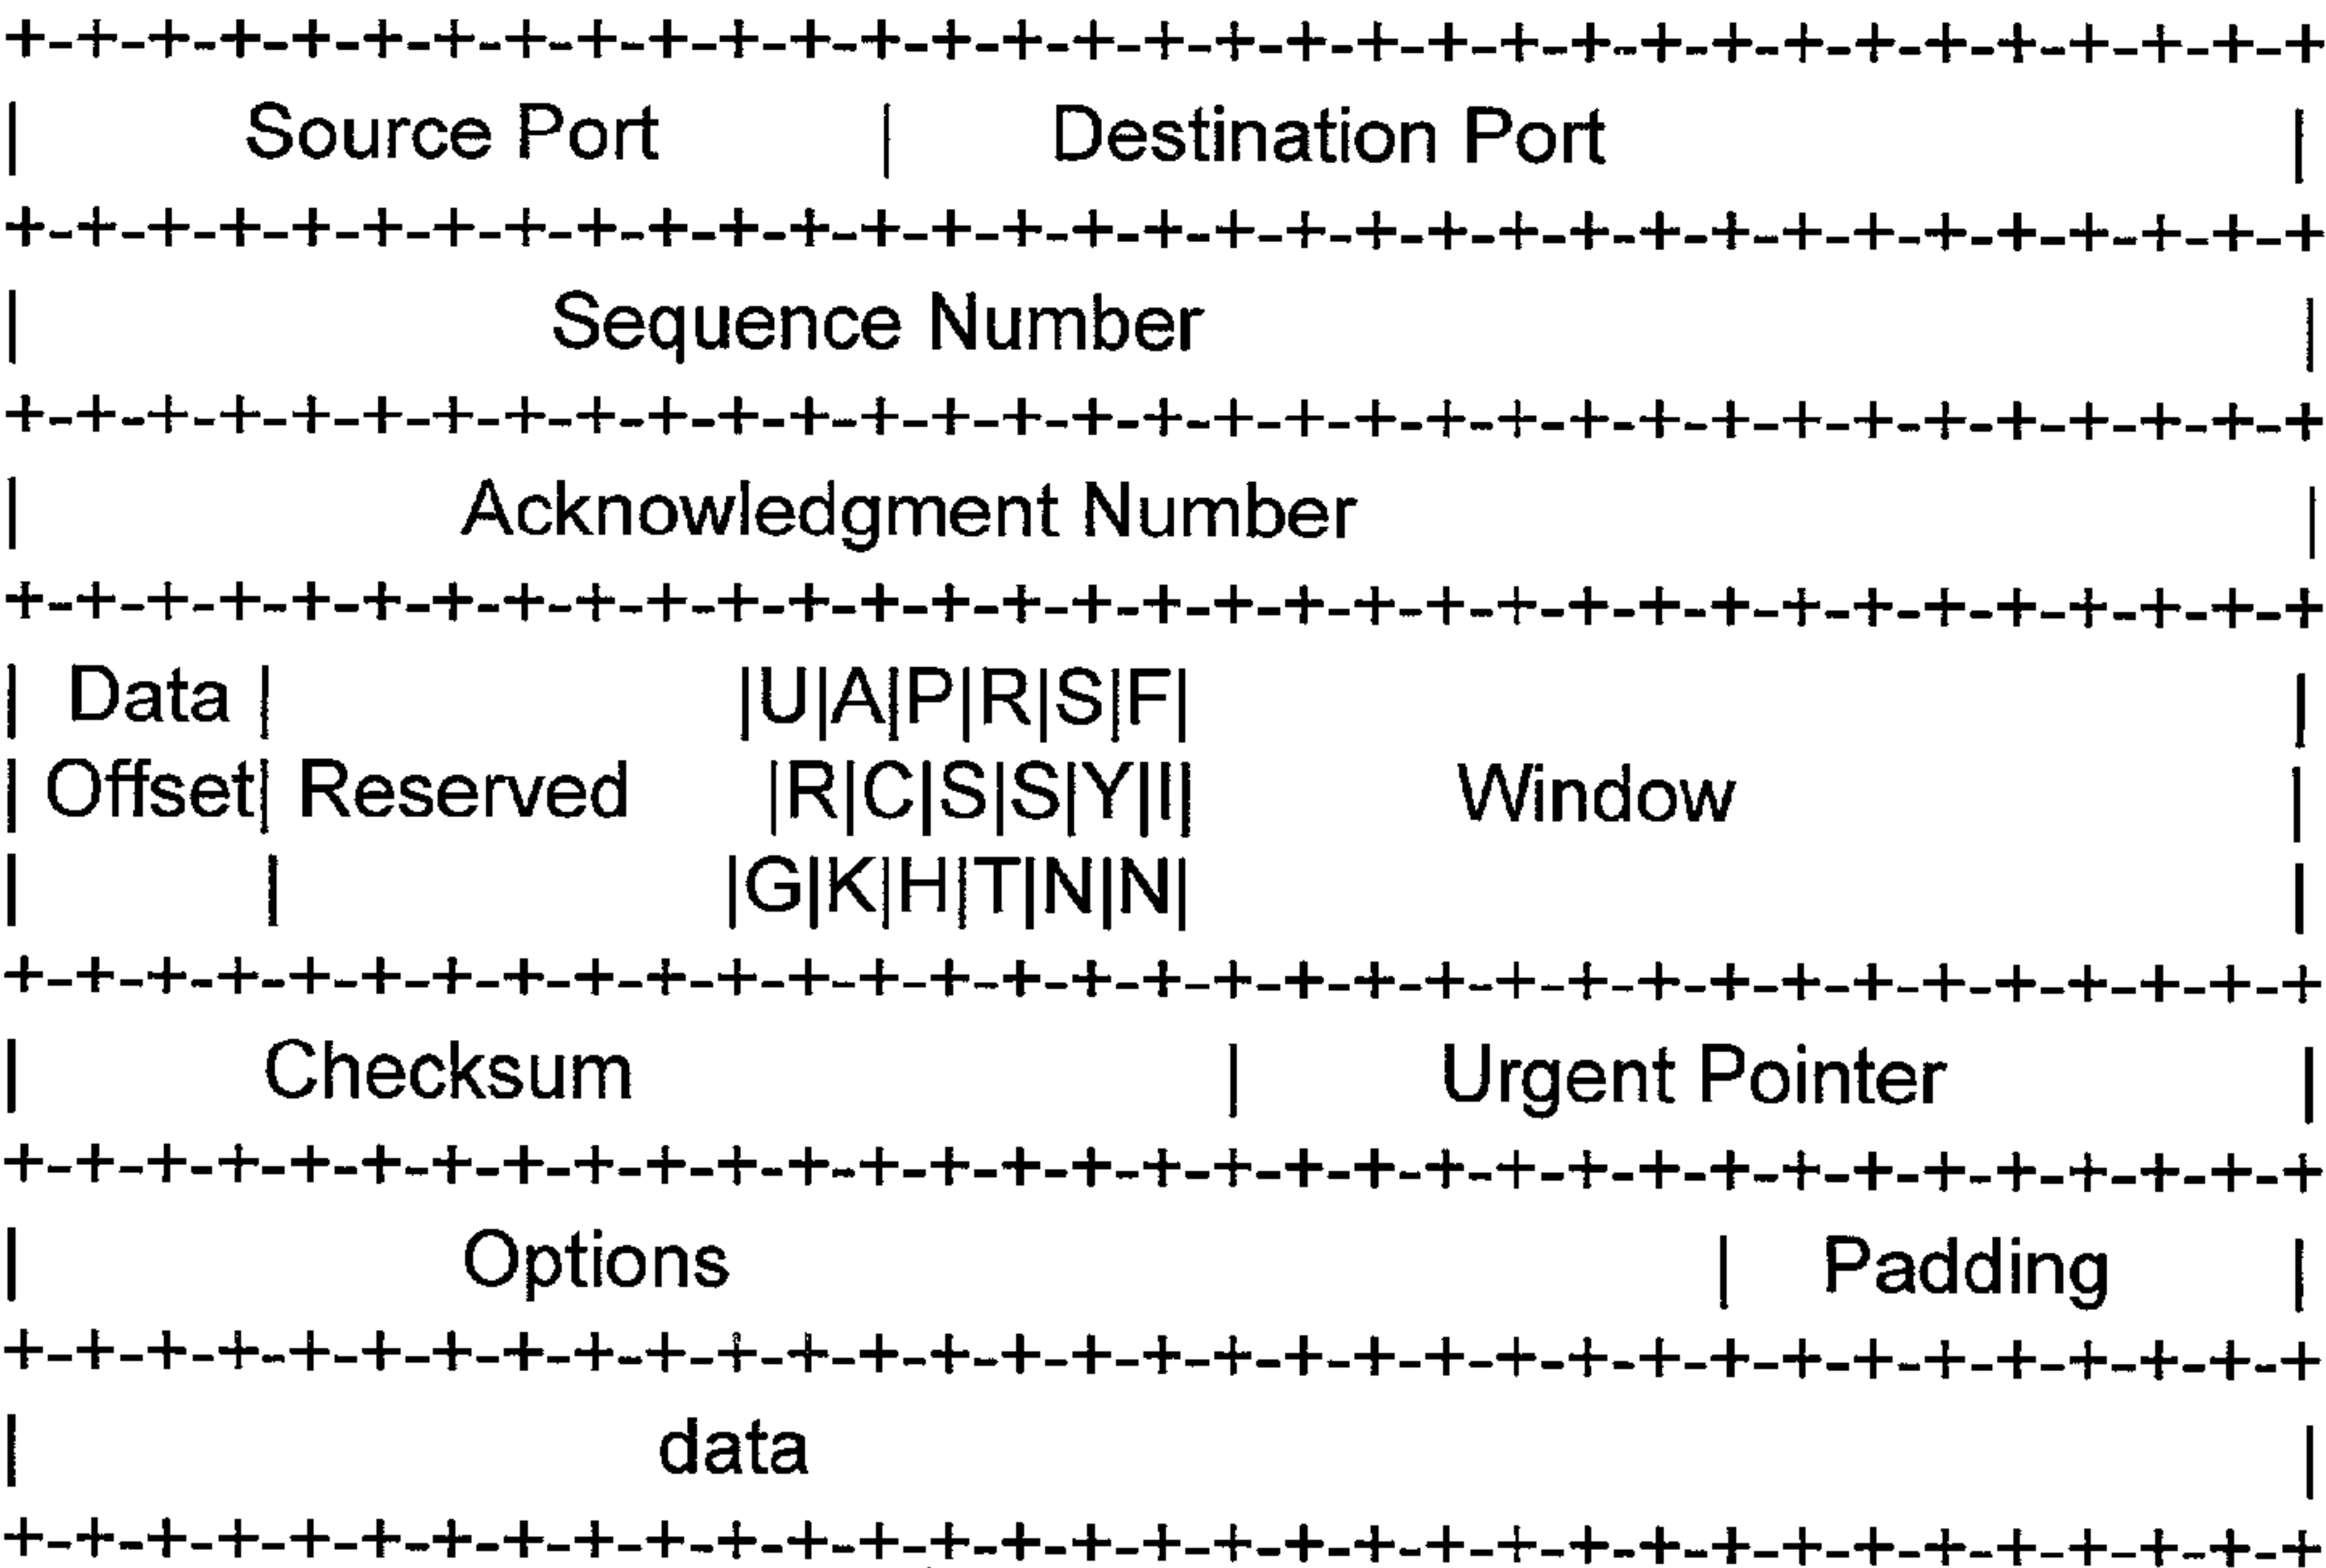 +-+-+-+-+-+-+-+-+-+-+-+-+-+-+-+-+-+-+-+-+-+-+-+-+-+-+-+-+-+-+-+-+
| Source Port | Destination Port |
+-+-+-+-+-+-+-+-+-+-+-+-+-+-+-+-+-+-+-+-+-+-+-+-+-+-+-+-+-+-+-+-+
| Sequence Number |
+-+-+-+-+-+-+-+-+-+-+-+-+-+-+-+-+-+-+-+-+-+-+-+-+-+-+-+-+-+-+-+-+
| Acknowledgment Number |
+-+-+-+-+-+-+-+-+-+-+-+-+-+-+-+-+-+-+-+-+-+-+-+-+-+-+-+-+-+-+-+-+
| Data | |U|A|P|R|S|F| |
| Offset| Reserved |R|C|S|S|Y|I| Window |
| | |G|K|H|T|N|N| |
+-+-+-+-+-+-+-+-+-+-+-+-+-+-+-+-+-+-+-+-+-+-+-+-+-+-+-+-+-+-+-+-+
| Checksum | Urgent Pointer |
+-+-+-+-+-+-+-+-+-+-+-+-+-+-+-+-+-+-+-+-+-+-+-+-+-+-+-+-+-+-+-+-+
| Options | Padding |
+-+-+-+-+-+-+-+-+-+-+-+-+-+-+-+-+-+-+-+-+-+-+-+-+-+-+-+-+-+-+-+-+
| data |
+-+-+-+-+-+-+-+-+-+-+-+-+-+-+-+-+-+-+-+-+-+-+-+-+-+-+-+-+-+-+-+-+